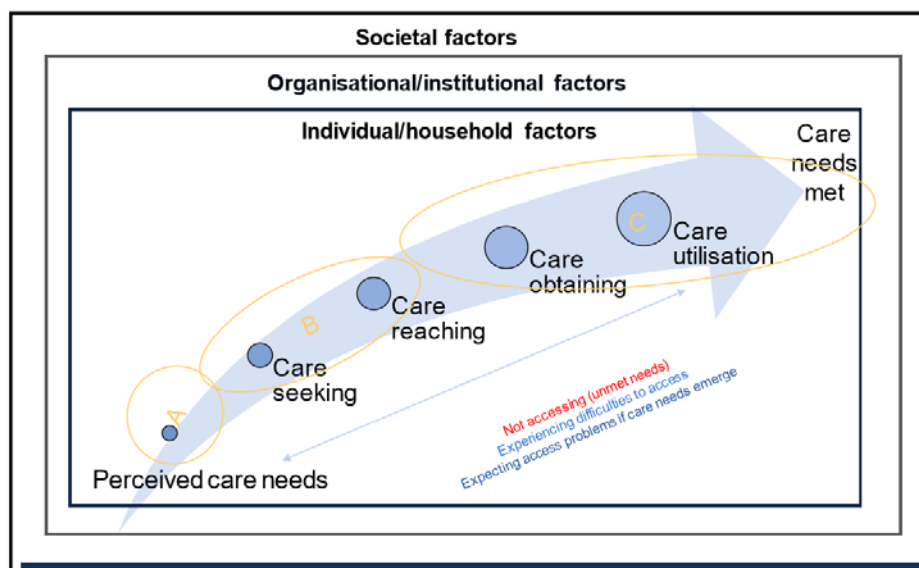 Societal factors
Organisational/institutional factors
Individual/household factors
Care
needs
met
C
Care
utilisation
Care
obtaining
B
Care
reaching
Care
seeking
A
Perceived care needs
Not accessing (unmet needs)
Experiencing difficulties to access
Expecting access problems if care needs emerge